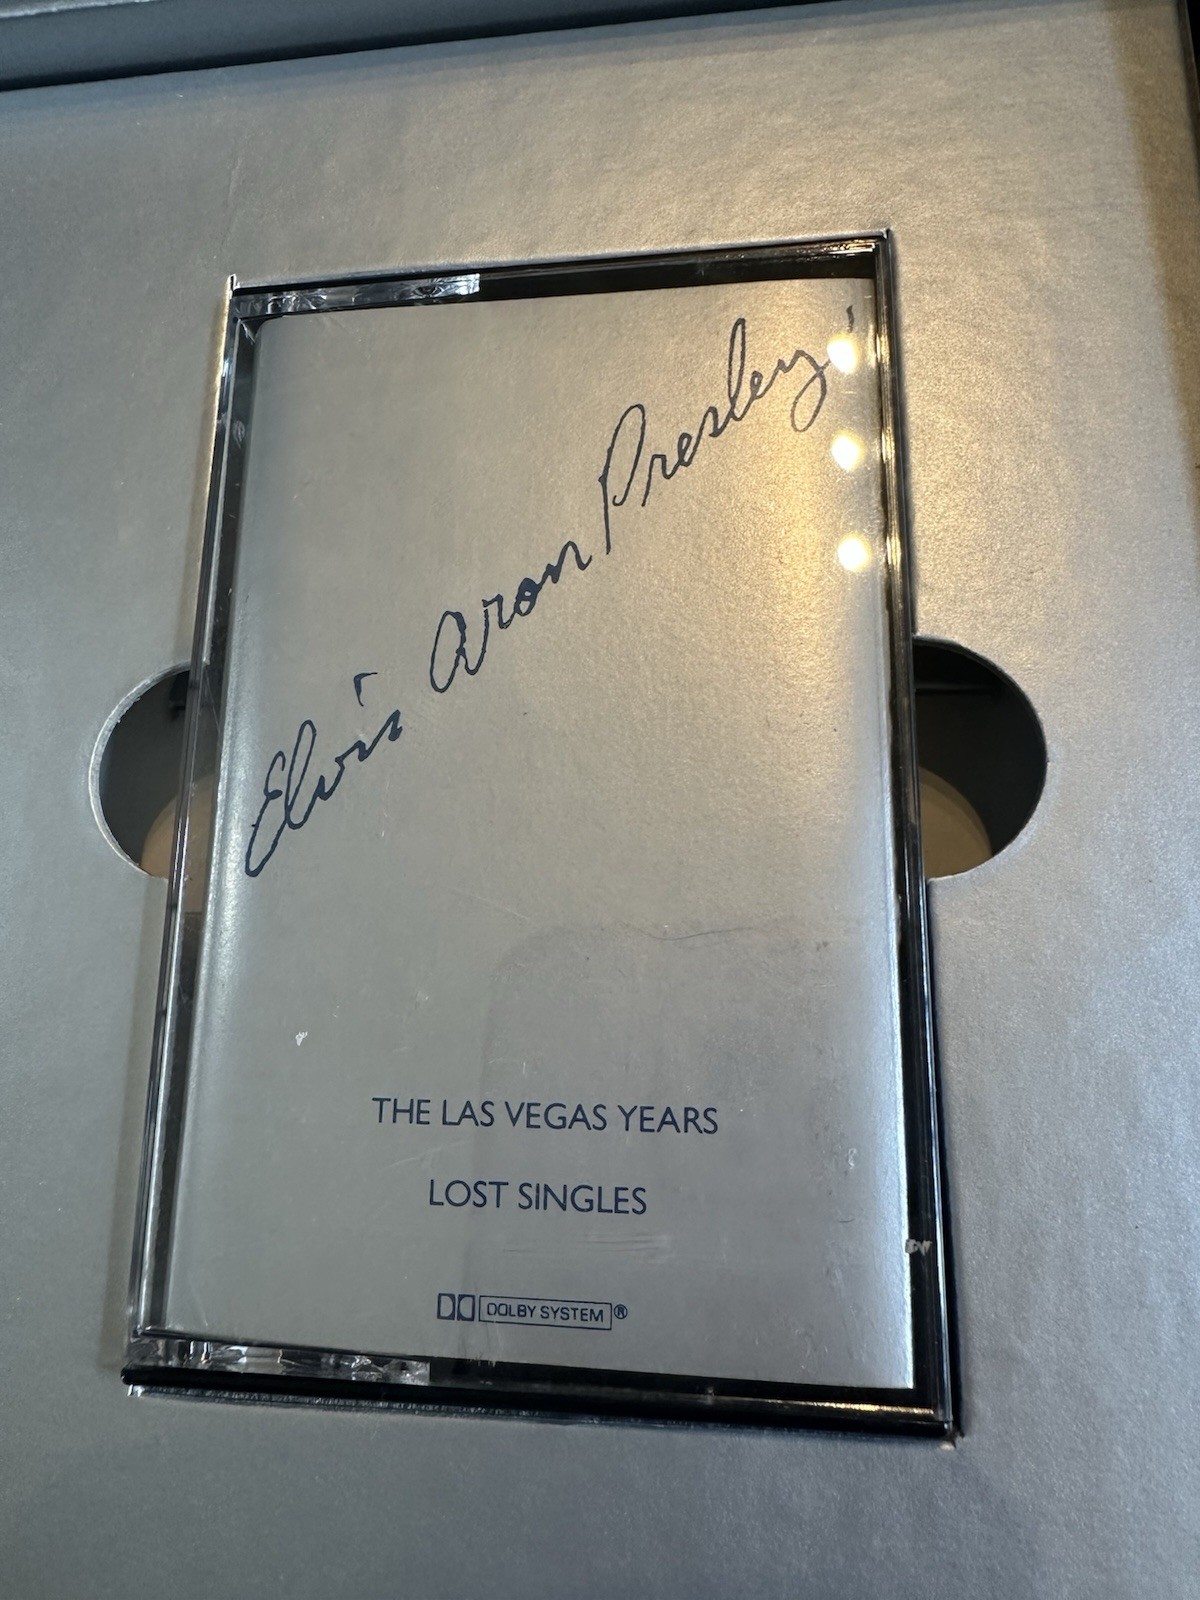 Elvis Aron Presley
THE LAS VEGAS YEARS
LOST SINGLES
DOLBY SYSTEM®